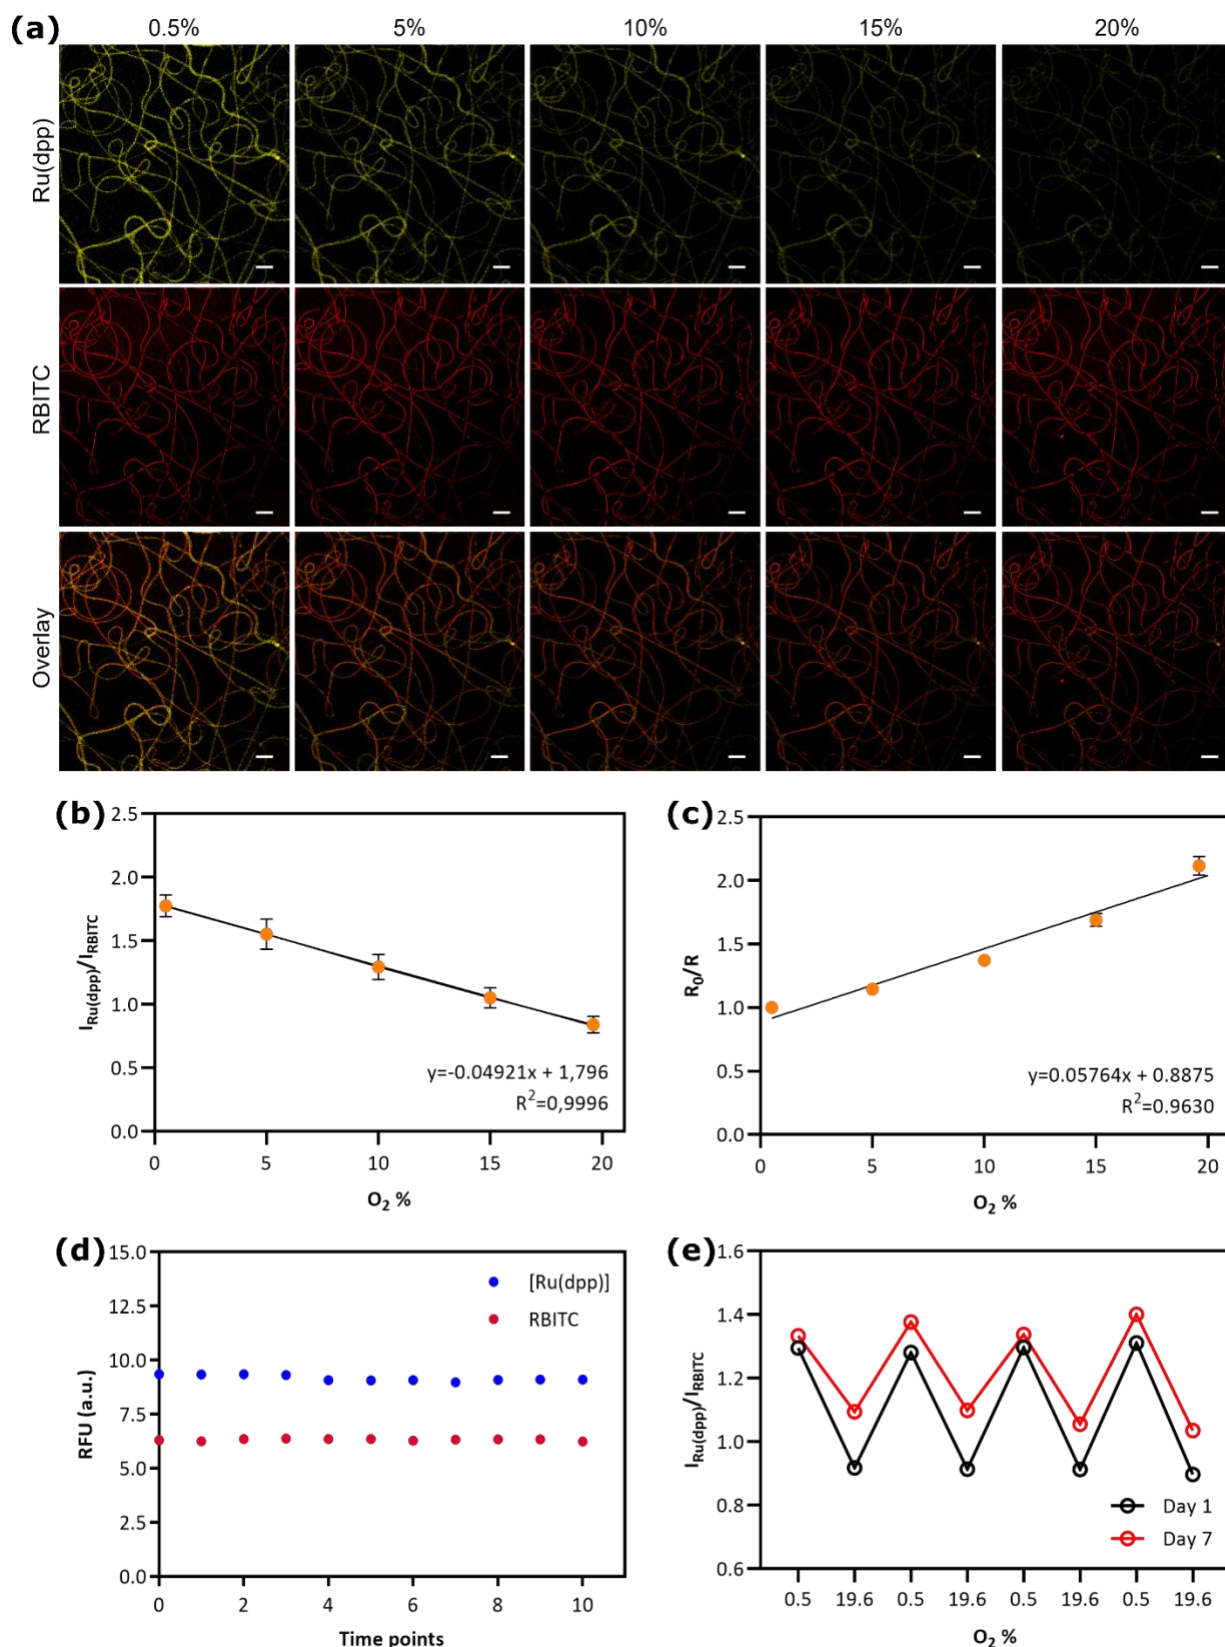 (a)
0.5% 5% 10% 15% 20%
Ru(dpp)
RBITC
Overlay
(b)
2.5
2.0
1.5
1.0
0.5
0.0
I_Ru(dpp)/I_RBITC
y=-0.04921x + 1,796
R²=0,9996
0 5 10 15 20
O₂ %
(c)
2.5
2.0
1.5
1.0
0.5
0.0
R₀/R
y=0.05764x + 0.8875
R²=0.9630
0 5 10 15 20
O₂ %
(d)
15.0
12.5
10.0
7.5
5.0
2.5
0.0
RFU (a.u.)
[Ru(dpp)]
RBITC
0 2 4 6 8 10
Time points
(e)
1.6
1.4
1.2
1.0
0.8
0.6
I_Ru(dpp)/I_RBITC
Day 1
Day 7
0.5 19.6 0.5 19.6 0.5 19.6 0.5 19.6
O₂ %